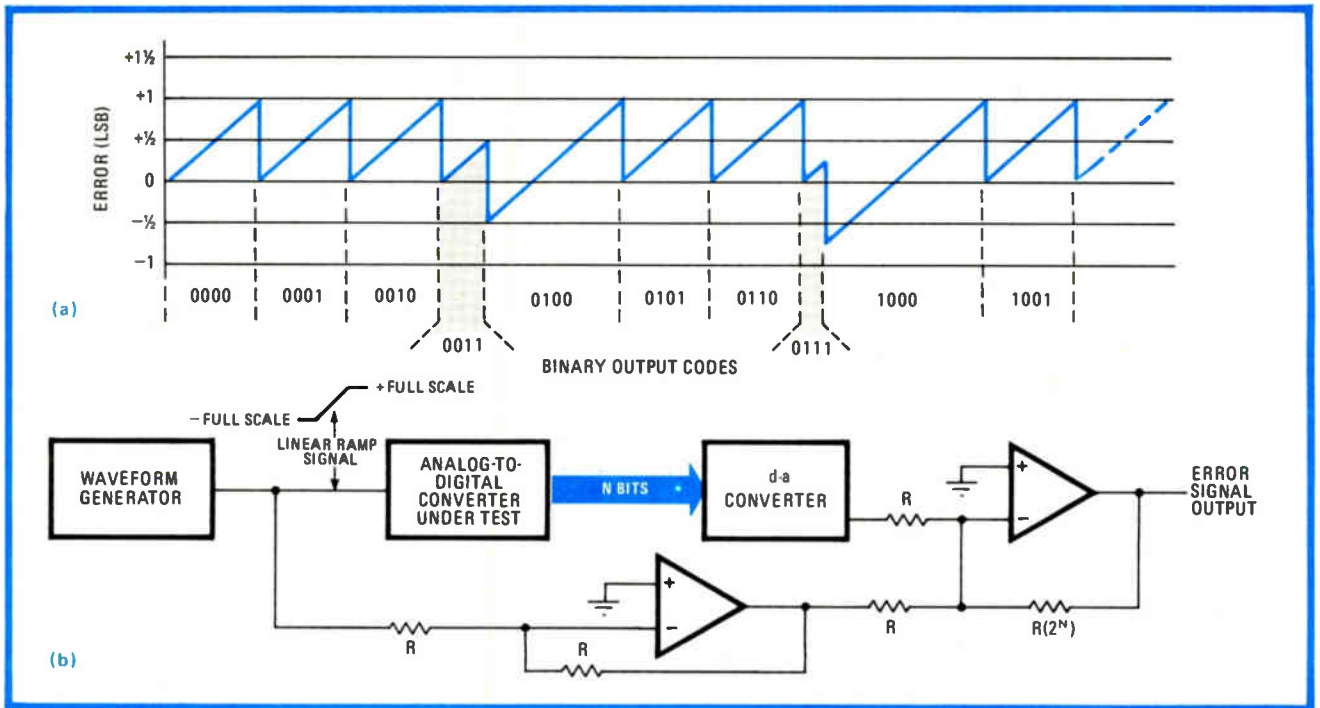 +1½
+1
+½
0
−½
−1
ERROR (LSB)
0000
0001
0010
0011
0100
0101
0110
0111
1000
1001
BINARY OUTPUT CODES
(a)
+ FULL SCALE
− FULL SCALE
LINEAR RAMP
SIGNAL
WAVEFORM
GENERATOR
ANALOG-TO-
DIGITAL
CONVERTER
UNDER TEST
N BITS
d-a
CONVERTER
R
+
−
ERROR
SIGNAL
OUTPUT
+
−
R
R
R
R(2ᴺ)
(b)